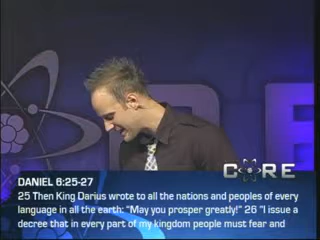 CORE
DANIEL 6:25-27
25 Then King Darius wrote to all the nations and peoples of every
language in all the earth: "May you prosper greatly!" 26 "I issue a
decree that in every part of my kingdom people must fear and